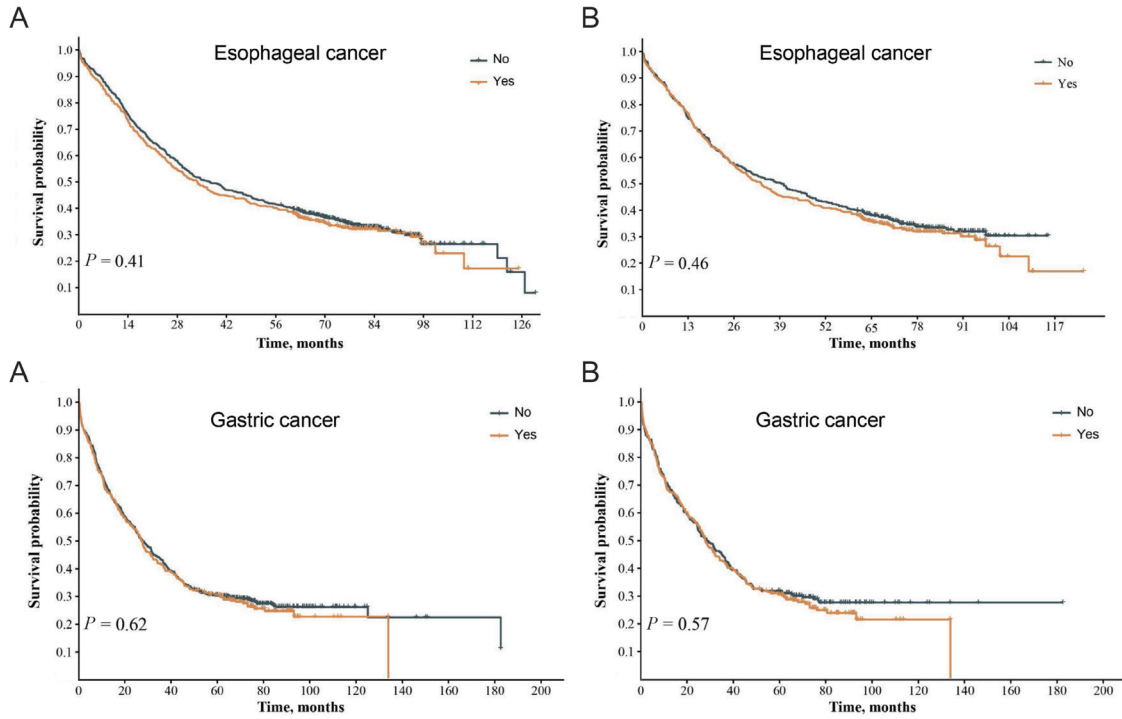 A
Esophageal cancer
No
Yes
Survival probability
1.0
0.9
0.8
0.7
0.6
0.5
0.4
0.3
0.2
0.1
P = 0.41
0 14 28 42 56 70 84 98 112 126
Time, months
B
Esophageal cancer
No
Yes
Survival probability
1.0
0.9
0.8
0.7
0.6
0.5
0.4
0.3
0.2
0.1
P = 0.46
0 13 26 39 52 65 78 91 104 117
Time, months
A
Gastric cancer
No
Yes
Survival probability
1.0
0.9
0.8
0.7
0.6
0.5
0.4
0.3
0.2
0.1
P = 0.62
0 20 40 60 80 100 120 140 160 180 200
Time, months
B
Gastric cancer
No
Yes
Survival probability
1.0
0.9
0.8
0.7
0.6
0.5
0.4
0.3
0.2
0.1
P = 0.57
0 20 40 60 80 100 120 140 160 180 200
Time, months